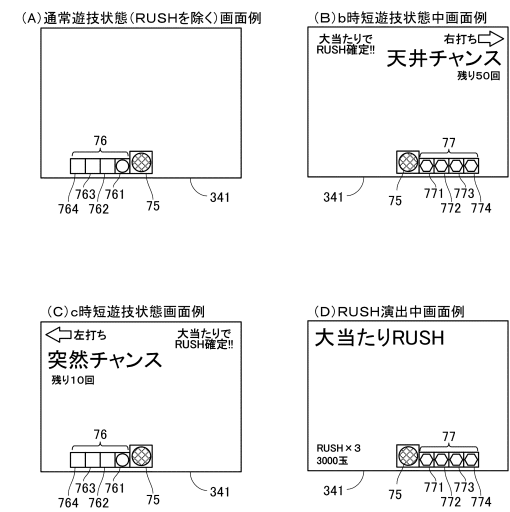 (A)通常遊技状態(RUSHを除く)画面例
76
763 761
764 762
75
341
(B)b時短遊技状態中画面例
大当たりで
RUSH確定!!
右打ち
天井チャンス
残り50回
77
341
75
771 773
772 774
(C)c時短遊技状態画面例
左打ち
大当たりで
RUSH確定!!
突然チャンス
残り10回
76
763 761
764 762
75
341
(D)RUSH演出中画面例
大当たりRUSH
RUSH×3
3000玉
77
341
75
771 773
772 774